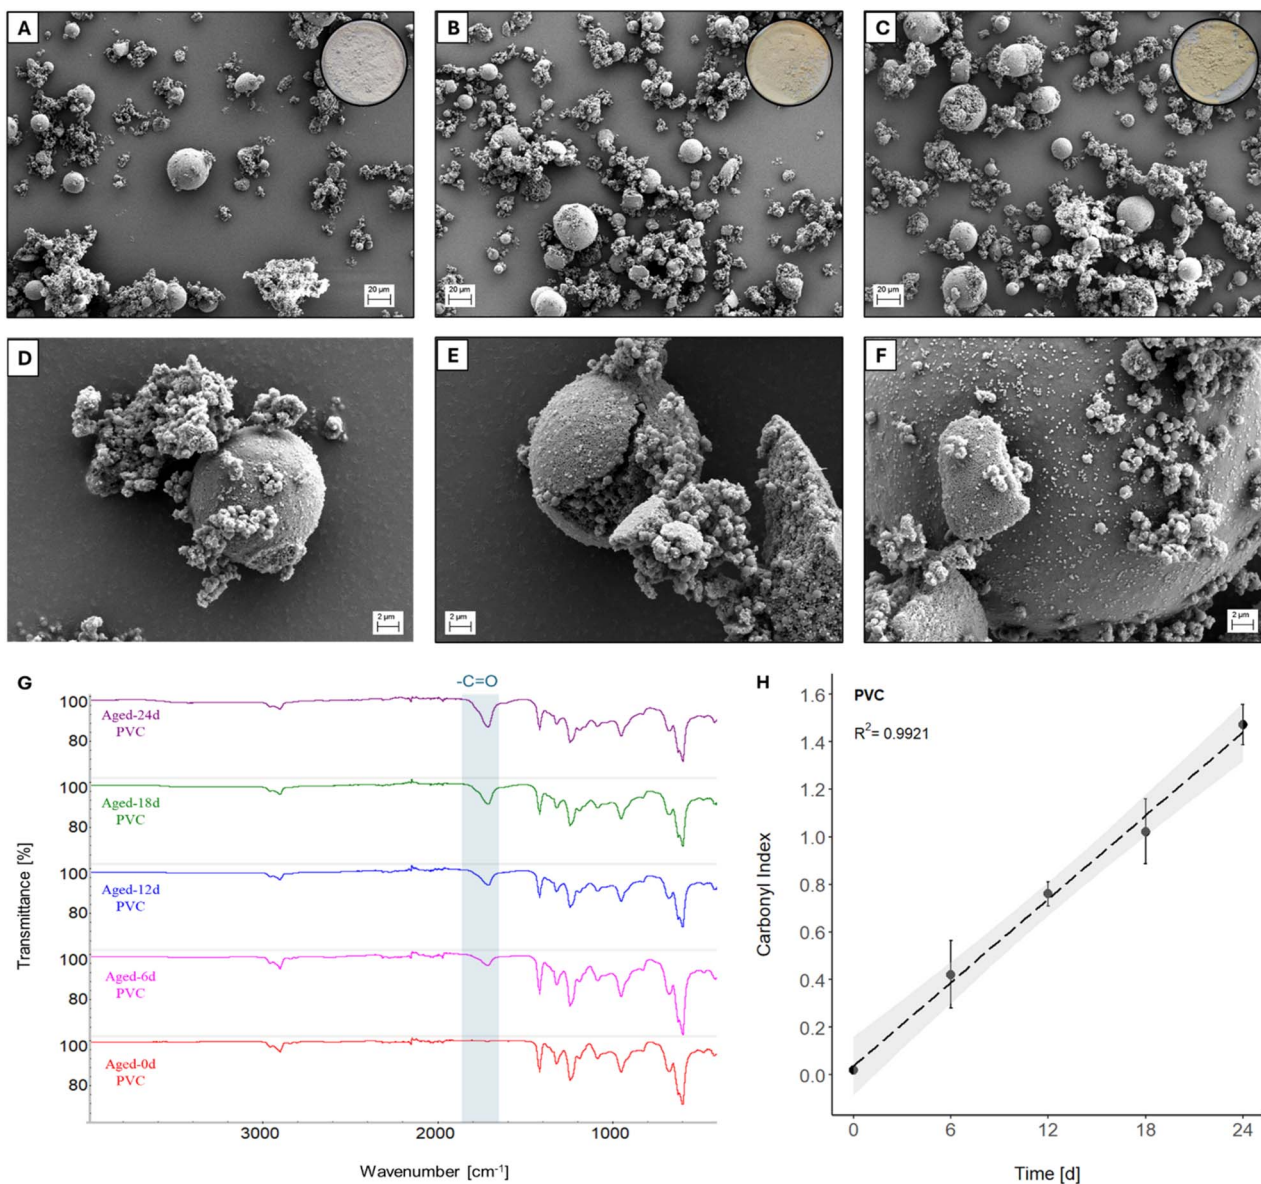 A
B
C
20 µm
20 µm
20 µm
D
E
F
2 µm
2 µm
2 µm
G
-C=O
H
100
Aged-24d
80
PVC
100
Aged-18d
PVC
80
100
Aged-12d
PVC
80
100
Aged-6d
PVC
80
100
Aged-0d
PVC
80
Transmittance [%]
3000
2000
1000
Wavenumber [cm⁻¹]
PVC
R²= 0.9921
1.6
1.4
1.2
1.0
0.8
0.6
0.4
0.2
0.0
Carbonyl Index
0
6
12
18
24
Time [d]